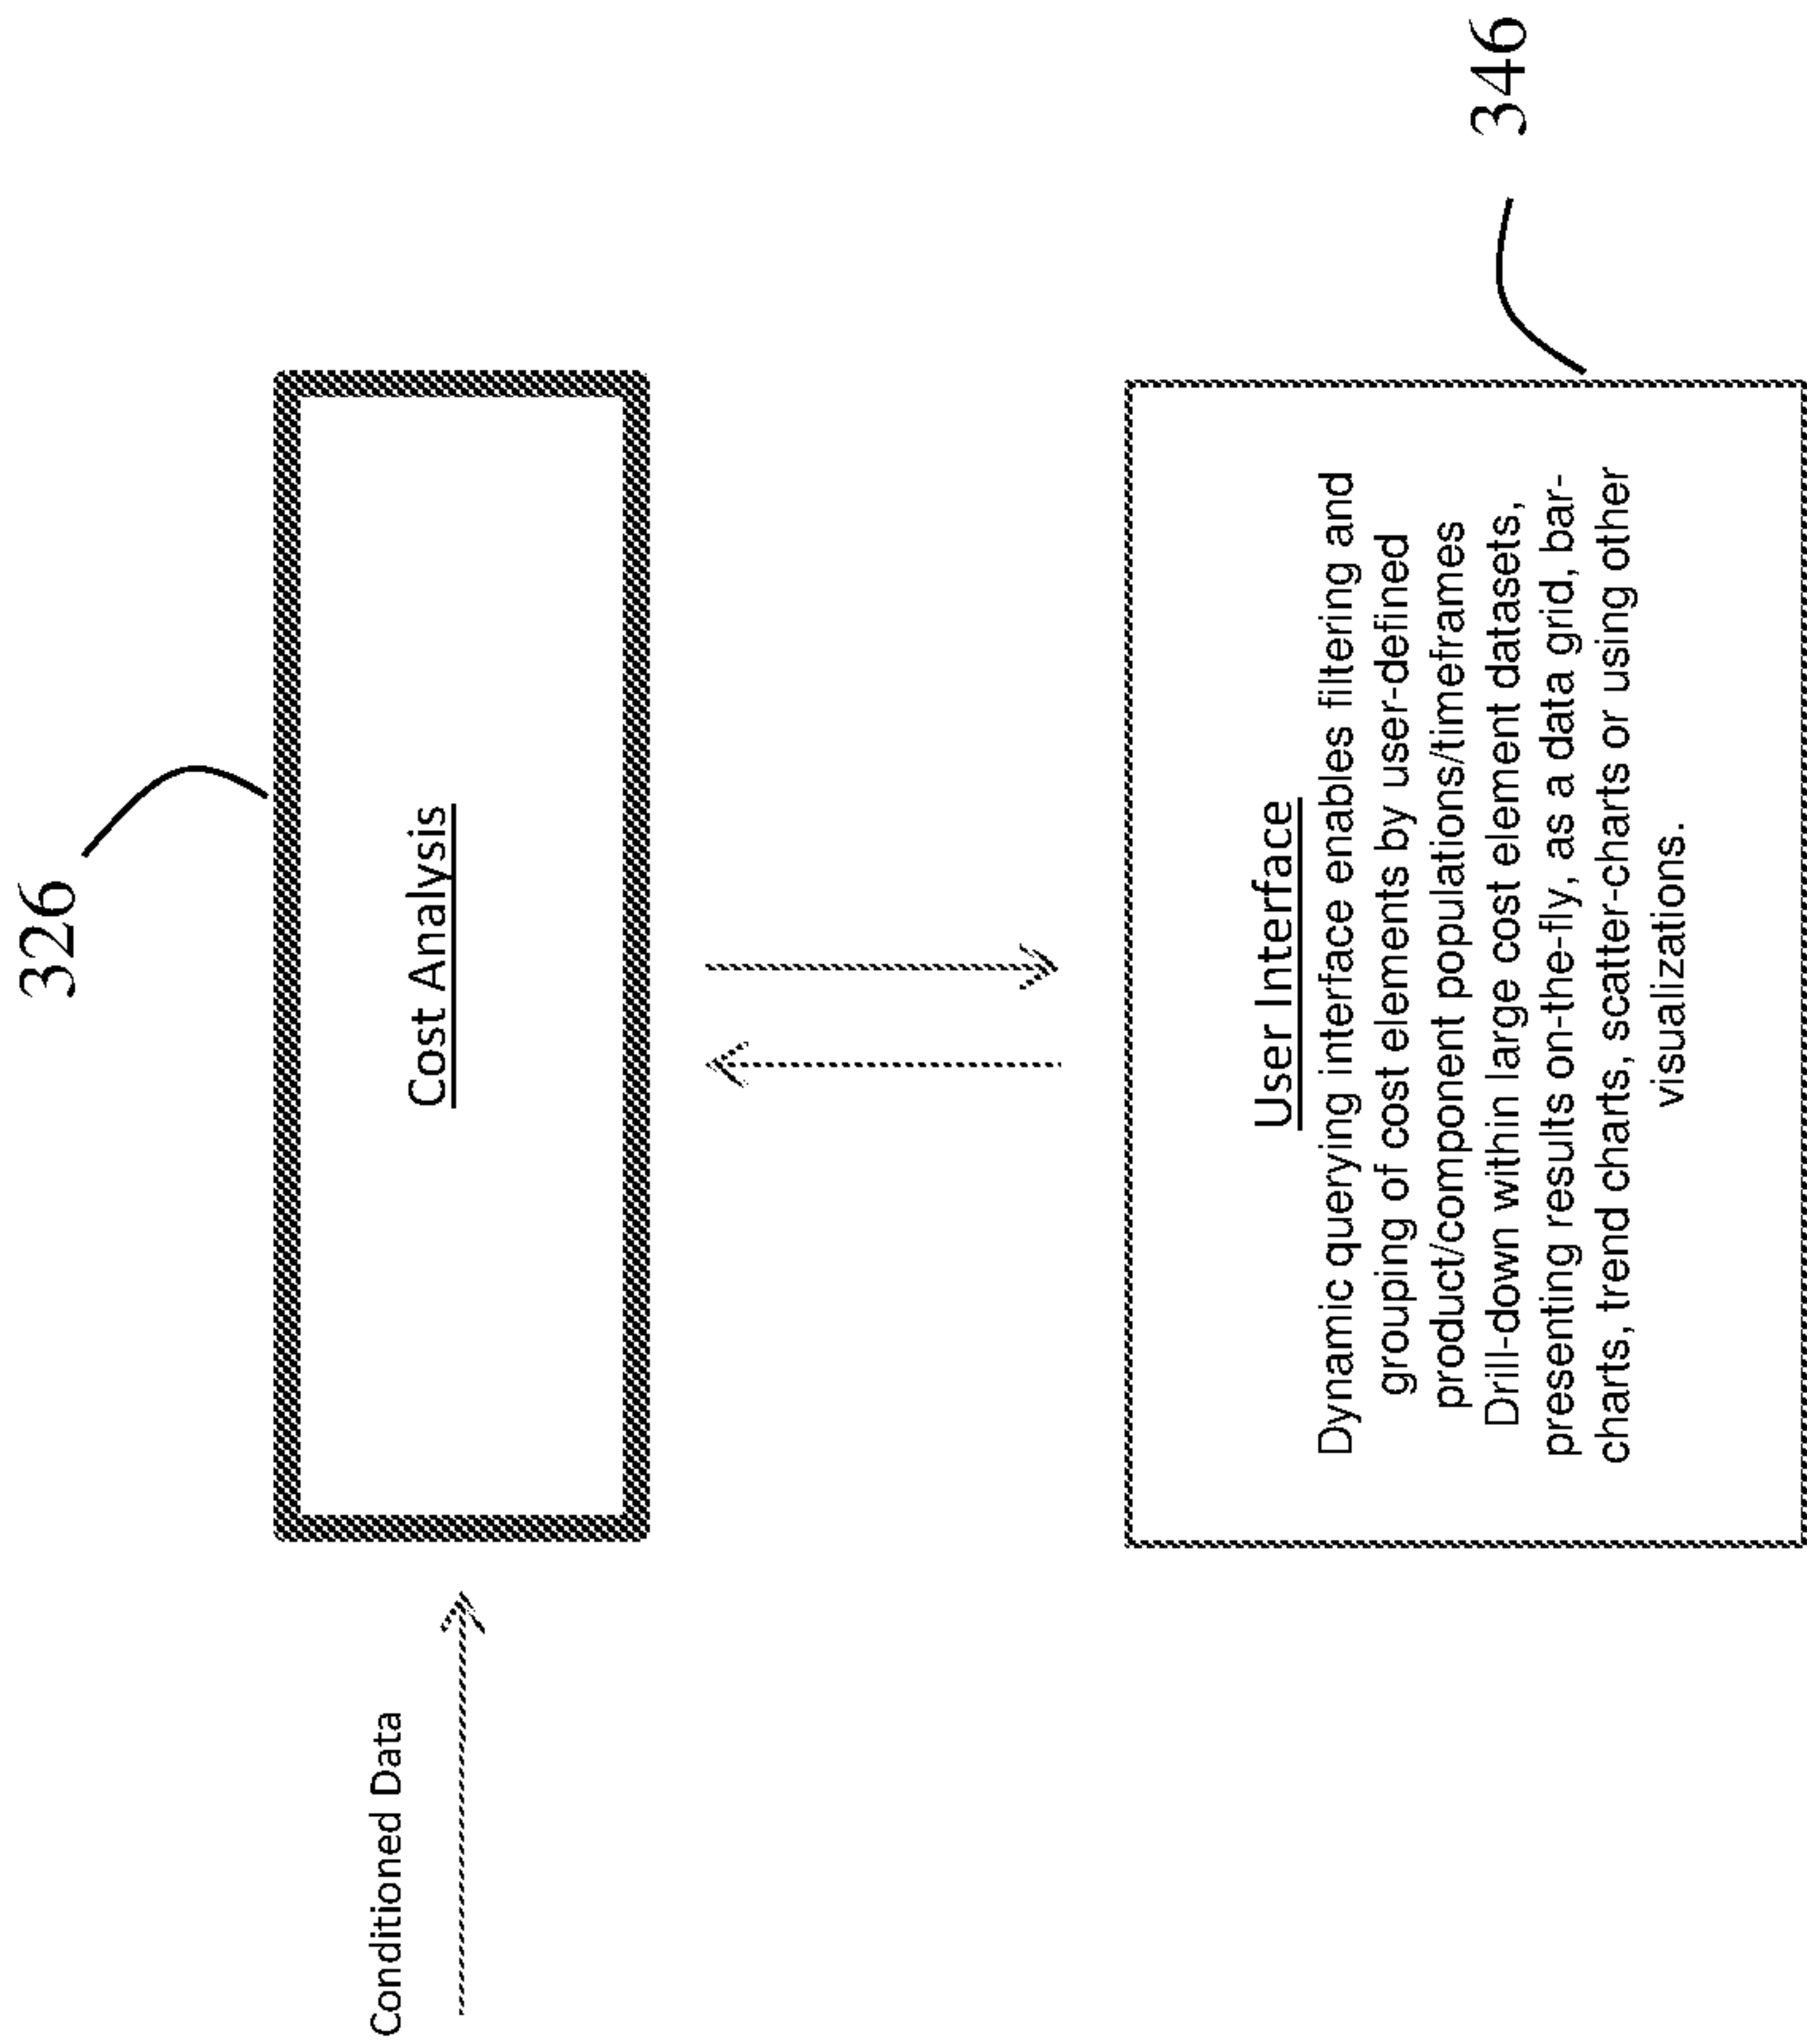 326
Conditioned Data
Cost Analysis
User Interface
Dynamic querying interface enables filtering and
grouping of cost elements by user-defined
product/component populations/timeframes
Drill-down within large cost element datasets,
presenting results on-the-fly, as a data grid, bar-
charts, trend charts, scatter-charts or using other
visualizations.
346